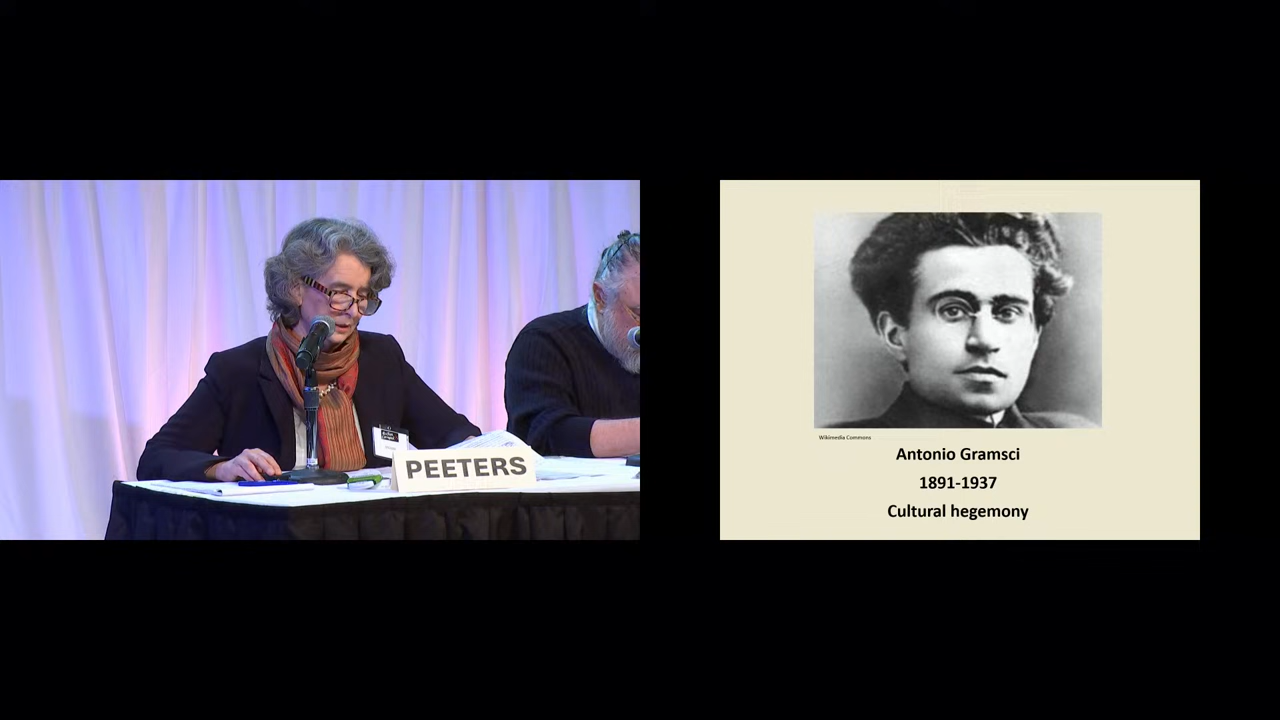 PEETERS
Wikimedia Commons
Antonio Gramsci
1891-1937
Cultural hegemony